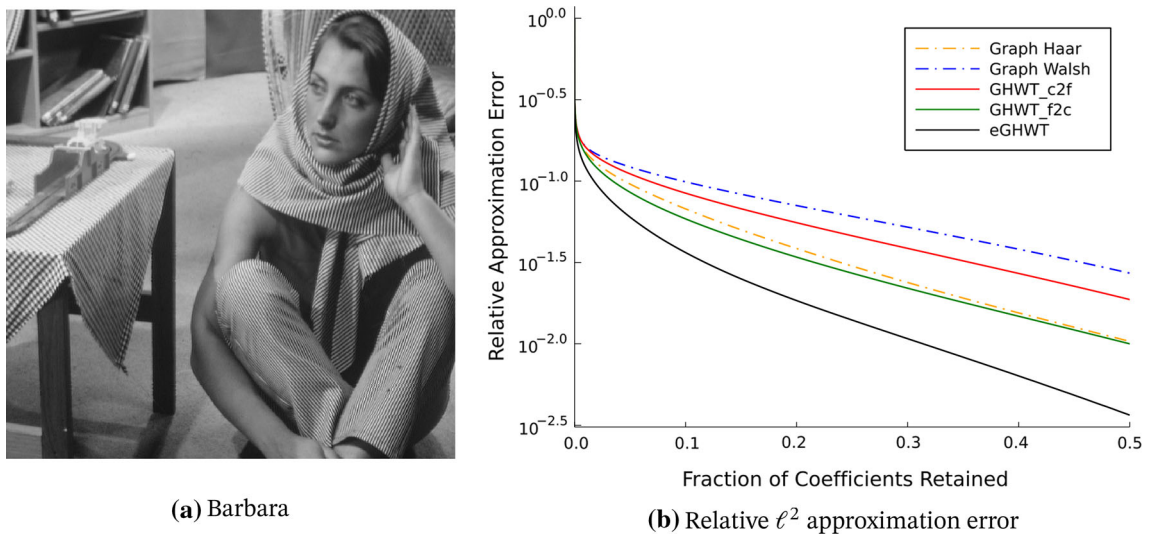 10^0.0
10^−0.5
10^−1.0
10^−1.5
10^−2.0
10^−2.5
Relative Approximation Error
Graph Haar
Graph Walsh
GHWT_c2f
GHWT_f2c
eGHWT
0.0 0.1 0.2 0.3 0.4 0.5
Fraction of Coefficients Retained
(a) Barbara
(b) Relative ℓ² approximation error